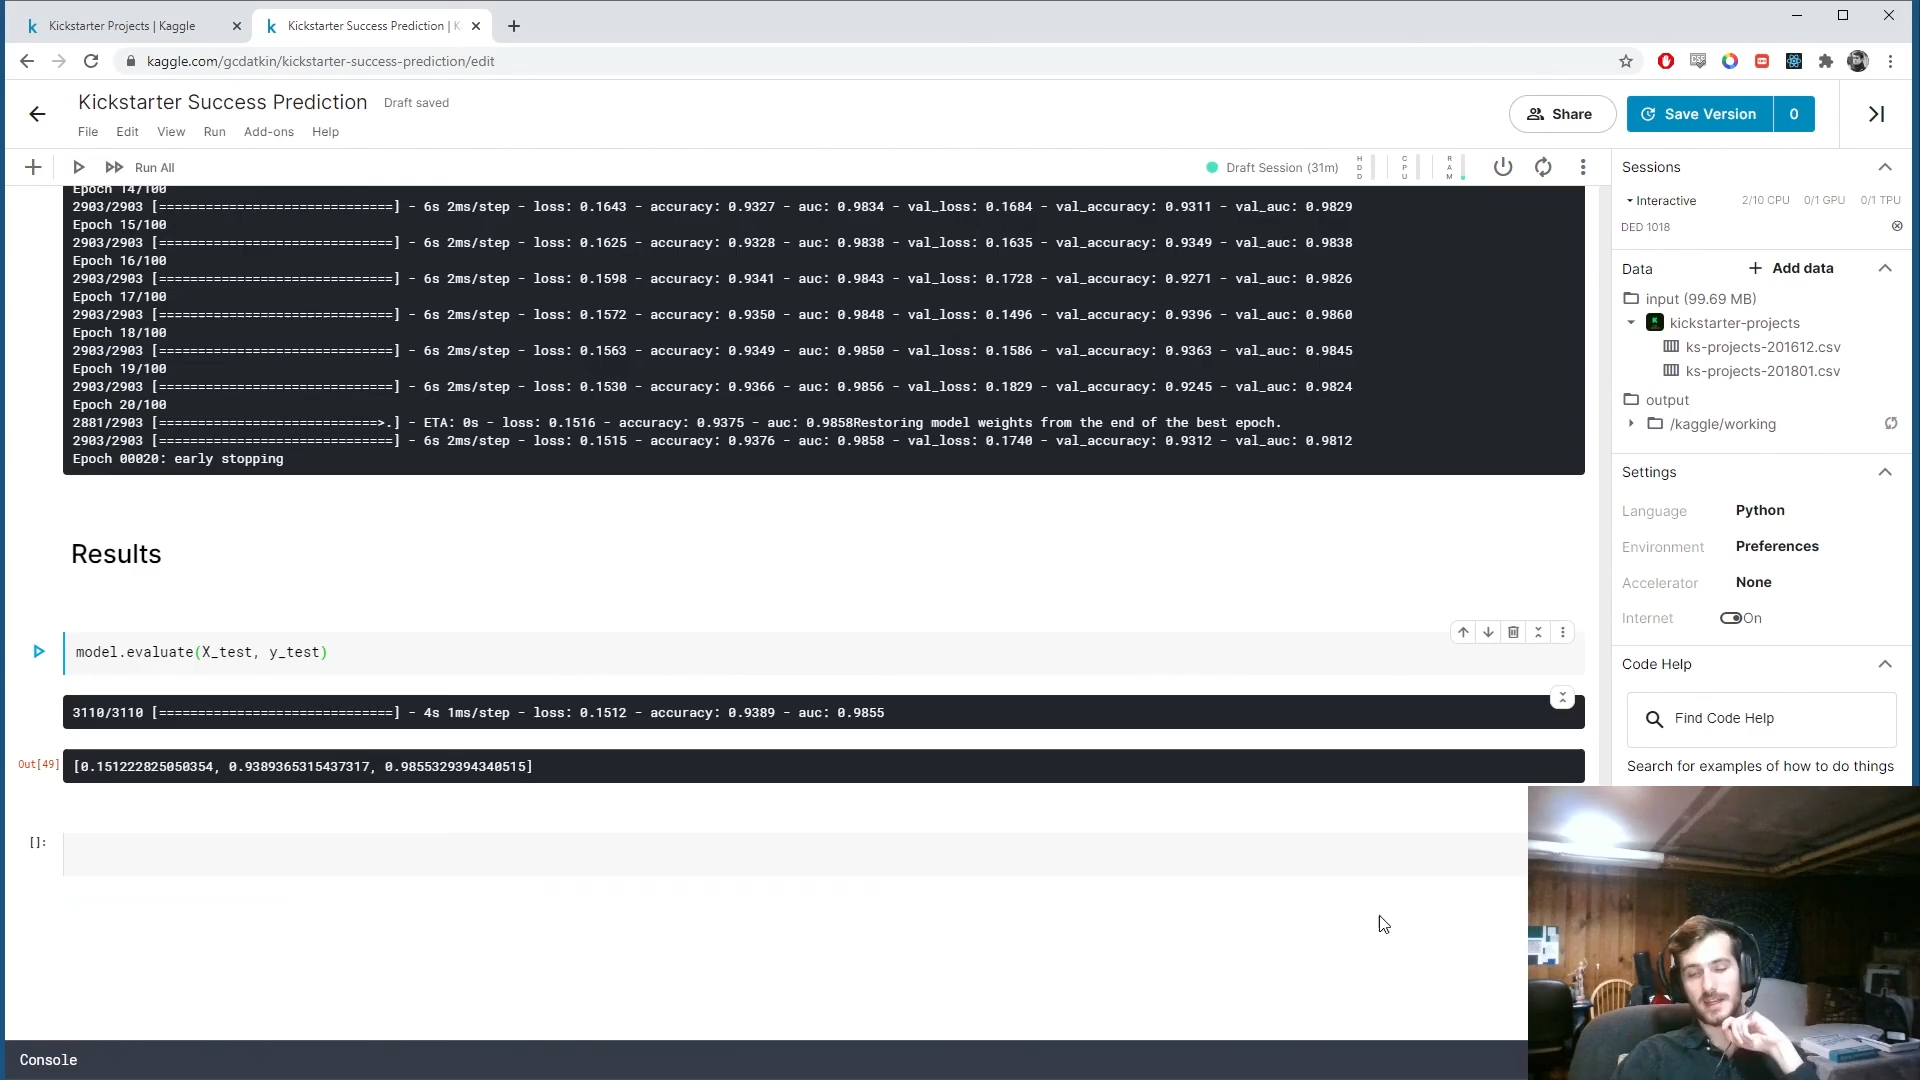 Kickstarter Projects | Kaggle
Kickstarter Success Prediction | K
kaggle.com/gcdatkin/kickstarter-success-prediction/edit
Kickstarter Success Prediction Draft saved
File Edit View Run Add-ons Help
Share
Save Version 0
Run All
Draft Session (31m)
HDD
CPU
RAM
Epoch 14/100
2903/2903 [==============================] - 6s 2ms/step - loss: 0.1643 - accuracy: 0.9327 - auc: 0.9834 - val_loss: 0.1684 - val_accuracy: 0.9311 - val_auc: 0.9829
Epoch 15/100
2903/2903 [==============================] - 6s 2ms/step - loss: 0.1625 - accuracy: 0.9328 - auc: 0.9838 - val_loss: 0.1635 - val_accuracy: 0.9349 - val_auc: 0.9838
Epoch 16/100
2903/2903 [==============================] - 6s 2ms/step - loss: 0.1598 - accuracy: 0.9341 - auc: 0.9843 - val_loss: 0.1728 - val_accuracy: 0.9271 - val_auc: 0.9826
Epoch 17/100
2903/2903 [==============================] - 6s 2ms/step - loss: 0.1572 - accuracy: 0.9350 - auc: 0.9848 - val_loss: 0.1496 - val_accuracy: 0.9396 - val_auc: 0.9860
Epoch 18/100
2903/2903 [==============================] - 6s 2ms/step - loss: 0.1563 - accuracy: 0.9349 - auc: 0.9850 - val_loss: 0.1586 - val_accuracy: 0.9363 - val_auc: 0.9845
Epoch 19/100
2903/2903 [==============================] - 6s 2ms/step - loss: 0.1530 - accuracy: 0.9366 - auc: 0.9856 - val_loss: 0.1829 - val_accuracy: 0.9245 - val_auc: 0.9824
Epoch 20/100
2881/2903 [============================>.] - ETA: 0s - loss: 0.1516 - accuracy: 0.9375 - auc: 0.9858Restoring model weights from the end of the best epoch.
2903/2903 [==============================] - 6s 2ms/step - loss: 0.1515 - accuracy: 0.9376 - auc: 0.9858 - val_loss: 0.1740 - val_accuracy: 0.9312 - val_auc: 0.9812
Epoch 00020: early stopping
Results
model.evaluate(X_test, y_test)
3110/3110 [==============================] - 4s 1ms/step - loss: 0.1512 - accuracy: 0.9389 - auc: 0.9855
Out[49]
[0.151222825050354, 0.9389365315437317, 0.9855329394340515]
[]:
Console
Sessions
Interactive 2/10 CPU 0/1 GPU 0/1 TPU
DED 1018
Data + Add data
input (99.69 MB)
kickstarter-projects
ks-projects-201612.csv
ks-projects-201801.csv
output
/kaggle/working
Settings
Language Python
Environment Preferences
Accelerator None
Internet On
Code Help
Find Code Help
Search for examples of how to do things